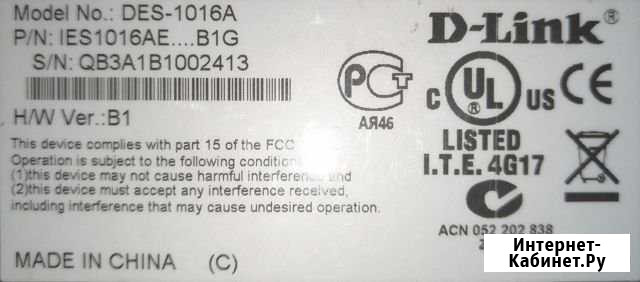 Model No.: DES-1016A
P/N: IES1016AE....B1G
S/N: QB3A1B1002413
H/W Ver.:B1
This device complies with part 15 of the FCC
Operation is subject to the following
(1)this device may not cause harmful interference and
(2)this device must accept any interference received,
including interference that may cause undesired operation.
MADE IN CHINA (C)
D-Link®
РСТ
АЯ46
C UL US
®
LISTED
I.T.E. 4G17
CE
ACN 052 202 838
Интернет-
Кабинет.Ру